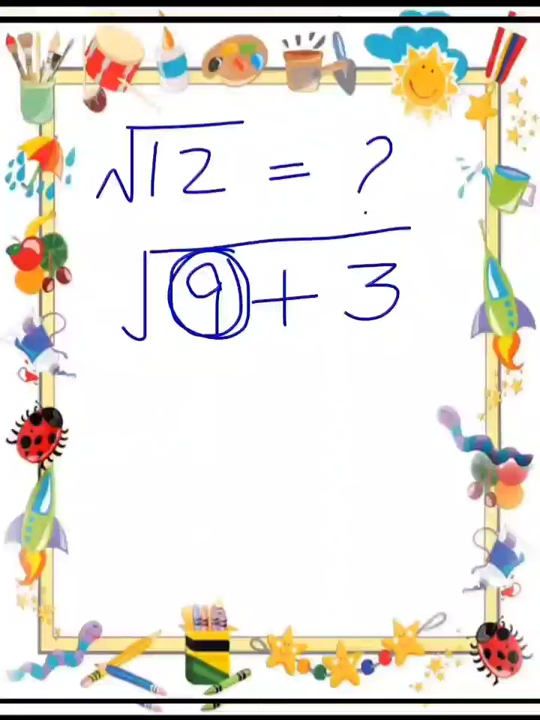 √12 = ?
√9 + 3